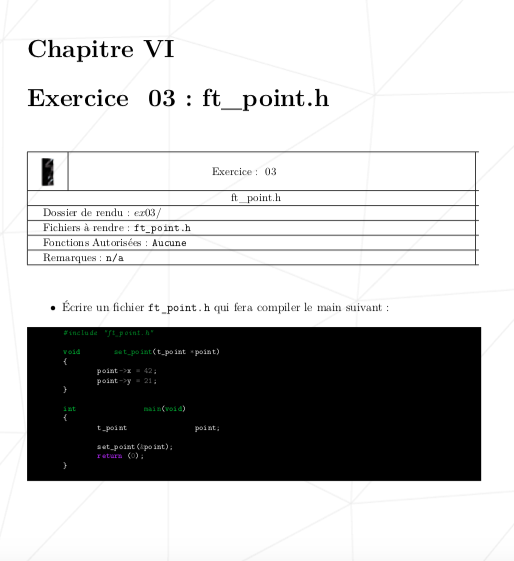 Chapitre VI
Exercice 03 : ft_point.h
Exercice : 03
ft_point.h
Dossier de rendu : ex03/
Fichiers à rendre : ft_point.h
Fonctions Autorisées : Aucune
Remarques : n/a
• Écrire un fichier ft_point.h qui fera compiler le main suivant :
#include "ft_point.h"
void set_point(t_point *point)
{
point->x = 42;
point->y = 21;
}
int main(void)
{
t_point point;
set_point(&point);
return (0);
}